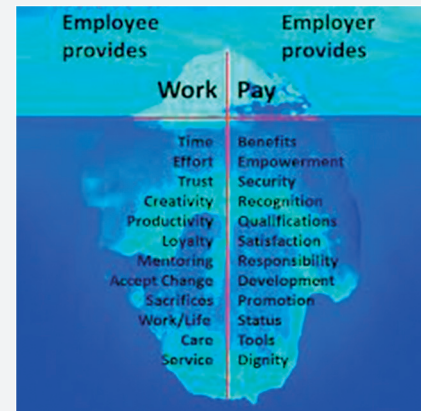 Employee provides
Employer provides
Work
Pay
Time
Effort
Trust
Creativity
Productivity
Loyalty
Mentoring
Accept Change
Sacrifices
Work/Life
Care
Service
Benefits
Empowerment
Security
Recognition
Qualifications
Satisfaction
Responsibility
Development
Promotion
Status
Tools
Dignity